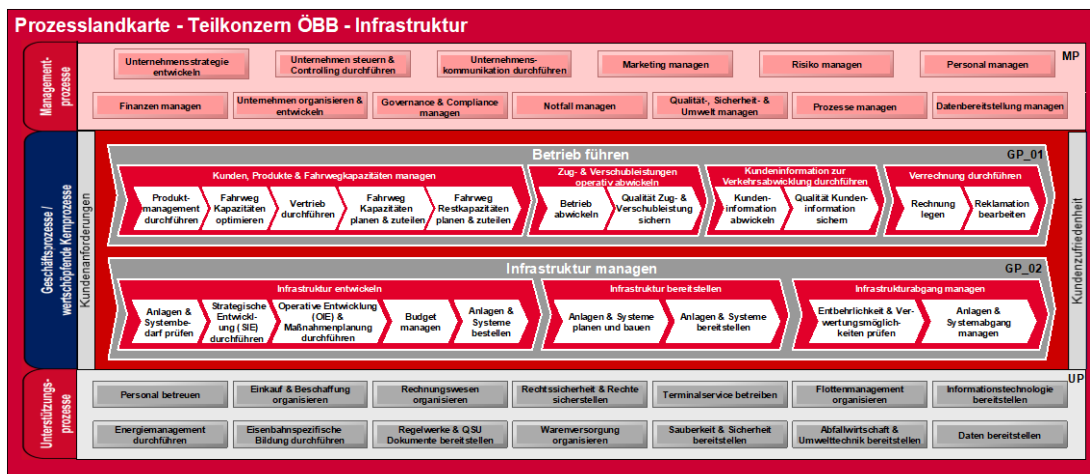 Prozesslandkarte - Teilkonzern ÖBB - Infrastruktur
Management-
prozesse
MP
Unternehmensstrategie
entwickeln
Unternehmen steuern &
Controlling durchführen
Unternehmens-
kommunikation durchführen
Marketing managen
Risiko managen
Personal managen
Finanzen managen
Unternehmen organisieren &
entwickeln
Governance & Compliance
managen
Notfall managen
Qualität-, Sicherheit- &
Umwelt managen
Prozesse managen
Datenbereitstellung managen
Geschäftsprozesse /
wertschöpfende Kernprozesse
Kundenanforderungen
Betrieb führen
GP_01
Kunden, Produkte & Fahrwegkapazitäten managen
Produkt-
management
durchführen
Fahrweg
Kapazitäten
optimieren
Vertrieb
durchführen
Fahrweg
Kapazitäten
planen & zuteilen
Fahrweg
Restkapazitäten
planen & zuteilen
Zug- & Verschubleistungen
operativ abwickeln
Betrieb
abwickeln
Qualität Zug- &
Verschubleistung
sichern
Kundeninformation zur
Verkehrsabwicklung durchführen
Kunden-
information
abwickeln
Qualität Kunden-
information
sichern
Verrechnung durchführen
Rechnung
legen
Reklamation
bearbeiten
Infrastruktur managen
GP_02
Infrastruktur entwickeln
Anlagen &
Systembe-
darf prüfen
Strategische
Entwick-
lung (SIE)
durchführen
Operative Entwicklung
(OIE) &
Maßnahmenplanung
durchführen
Budget
managen
Anlagen &
Systeme
bestellen
Infrastruktur bereitstellen
Anlagen & Systeme
planen und bauen
Anlagen & Systeme
bereitstellen
Infrastrukturabgang managen
Entbehrlichkeit & Ver-
wertungsmöglich-
keiten prüfen
Anlagen &
Systemabgang
managen
Kundenzufriedenheit
Unterstützungs-
prozesse
UP
Personal betreuen
Einkauf & Beschaffung
organisieren
Rechnungswesen
organisieren
Rechtssicherheit & Rechte
sicherstellen
Terminalservice betreiben
Flottenmanagement
organisieren
Informationstechnologie
bereitstellen
Energiemanagement
durchführen
Eisenbahnspezifische
Bildung durchführen
Regelwerke & QSU
Dokumente bereitstellen
Warenversorgung
organisieren
Sauberkeit & Sicherheit
bereitstellen
Abfallwirtschaft &
Umwelttechnik bereitstellen
Daten bereitstellen